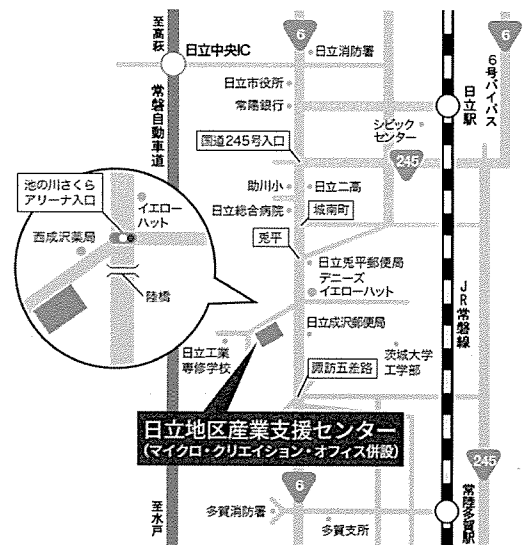 至高萩
日立中央IC
6
日立消防署
6
6号バイパス
日立市役所
常陽銀行
常磐自動車道
シビック
センター
日立駅
国道245号入口
245
助川小
日立二高
日立総合病院
城南町
兎平
池の川さくら
アリーナ入口
イエロー
ハット
西成沢薬局
陸橋
日立兎平郵便局
デニーズ
イエローハット
JR常磐線
日立成沢郵便局
日立工業
専修学校
茨城大学
工学部
諏訪五差路
日立地区産業支援センター
(マイクロ・クリエイション・オフィス併設)
245
6
至水戸
多賀消防署
多賀支所
常陸多賀駅